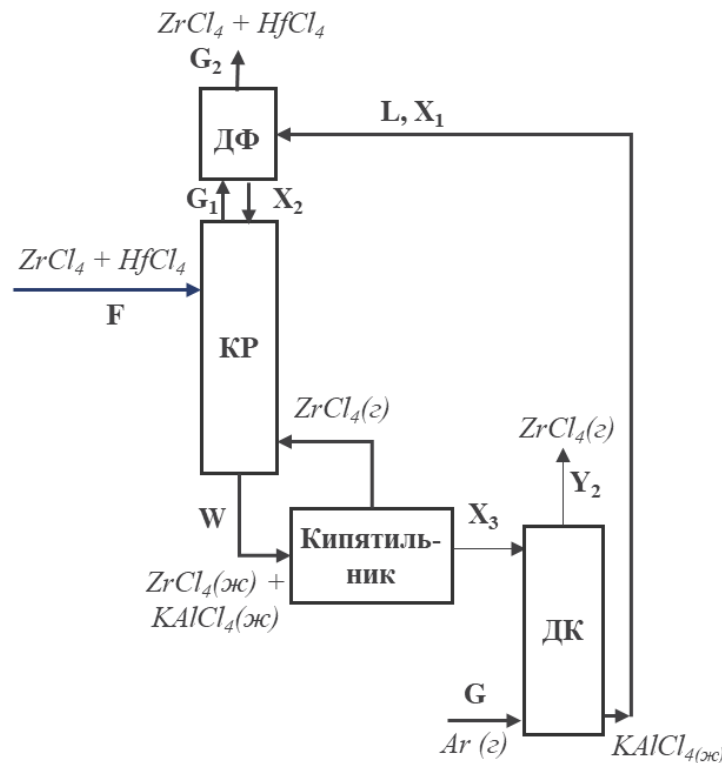 ZrCl₄ + HfCl₄
G₂
L, X₁
ДФ
G₁
X₂
ZrCl₄ + HfCl₄
F
КР
ZrCl₄(г)
ZrCl₄(г)
Y₂
W
X₃
Кипятиль-
ник
ZrCl₄(ж) +
KAlCl₄(ж)
ДК
G
Ar (г)
KAlCl₄(ж)